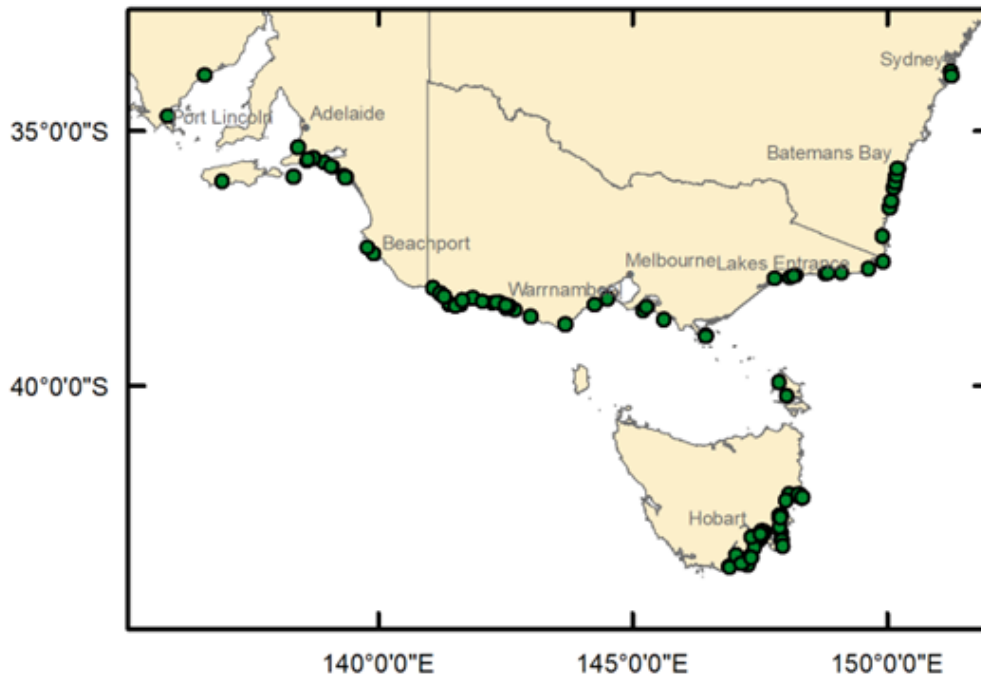 Sydney
Port Lincoln
Adelaide
35°0'0"S
Batemans Bay
Beachport
Melbourne
Lakes Entrance
Warrnambool
40°0'0"S
Hobart
140°0'0"E
145°0'0"E
150°0'0"E